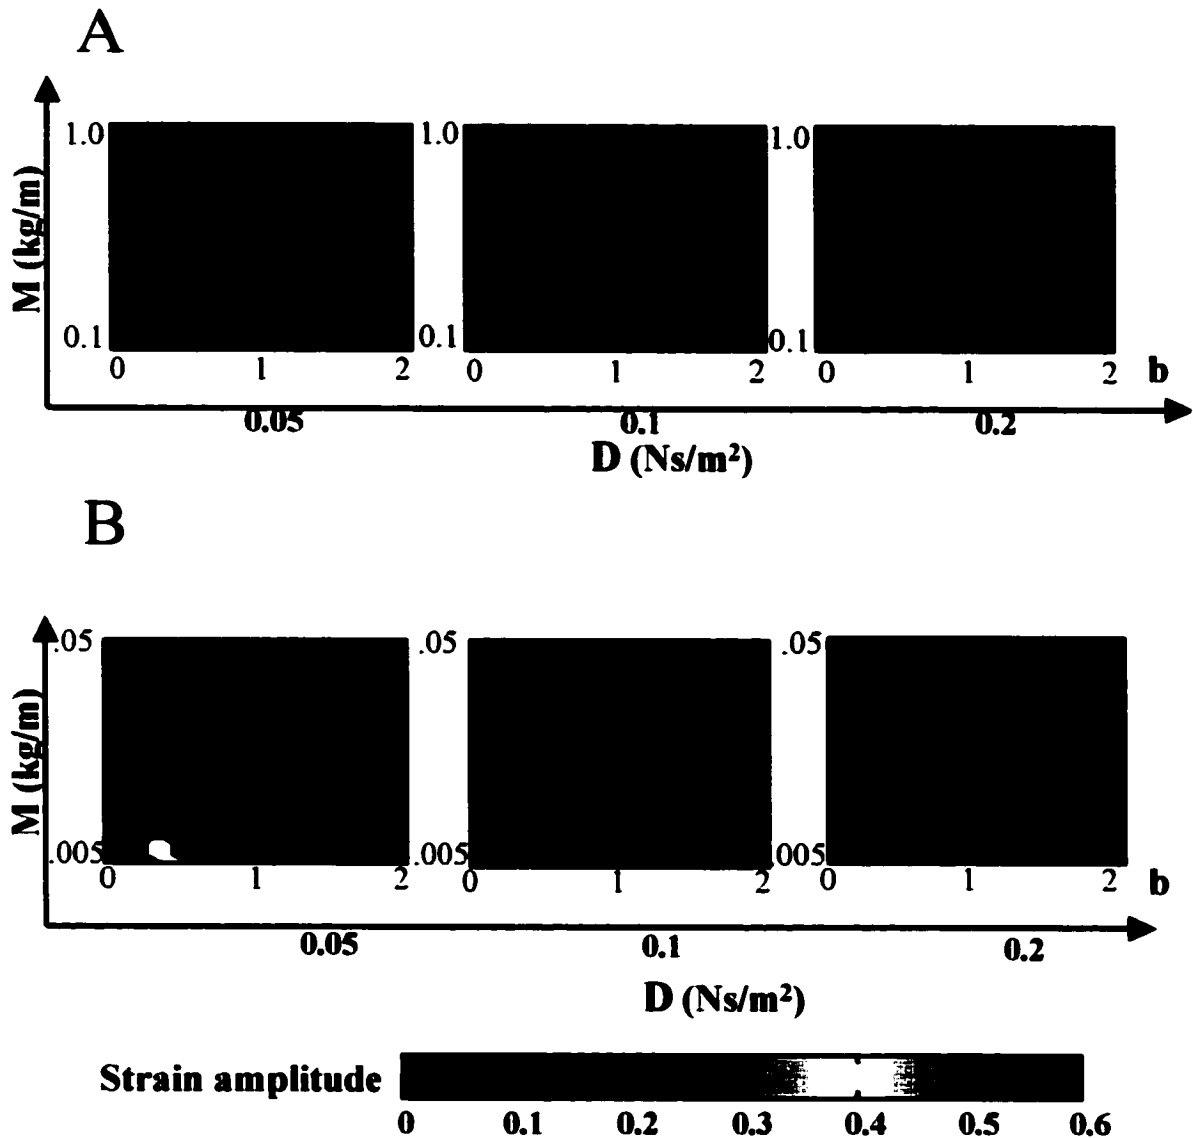 A
M (kg/m)
1.0 1.0 1.0
0.1 0.1 0.1
0 1 2 0 1 2 0 1 2 b
0.05 0.1 0.2
D (Ns/m²)
B
M (kg/m)
.05 .05 .05
.005 .005 .005
0 1 2 0 1 2 0 1 2 b
0.05 0.1 0.2
D (Ns/m²)
Strain amplitude
0 0.1 0.2 0.3 0.4 0.5 0.6